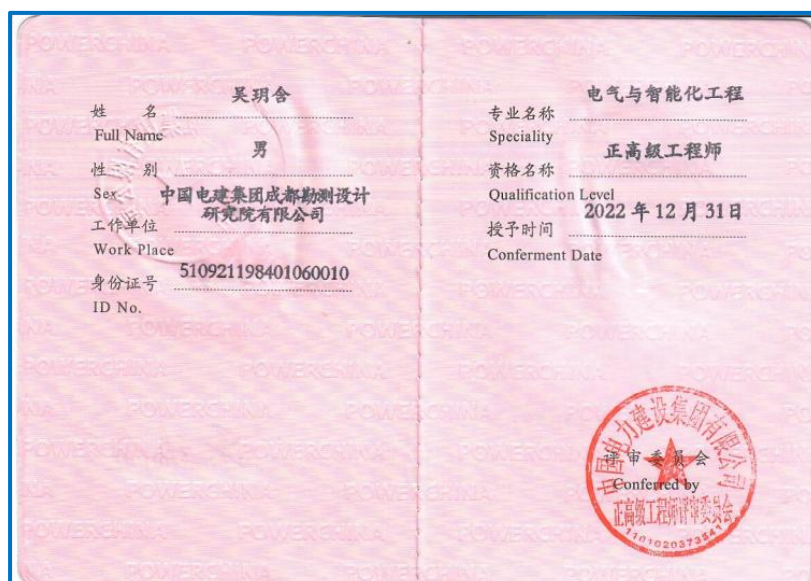 姓 名 吴玥含
Full Name
性 别 男
Sex
中国电建集团成都勘测设计
研究院有限公司
工作单位
Work Place
身份证号 510921198401060010
ID No.
专业名称 电气与智能化工程
Speciality
资格名称 正高级工程师
Qualification Level
授予时间 2022 年 12 月 31 日
Conferment Date
中国电力建设集团有限公司
评审委员会
Conferred by
正高级工程师评审委员会
1101020373541
POWERCHINA